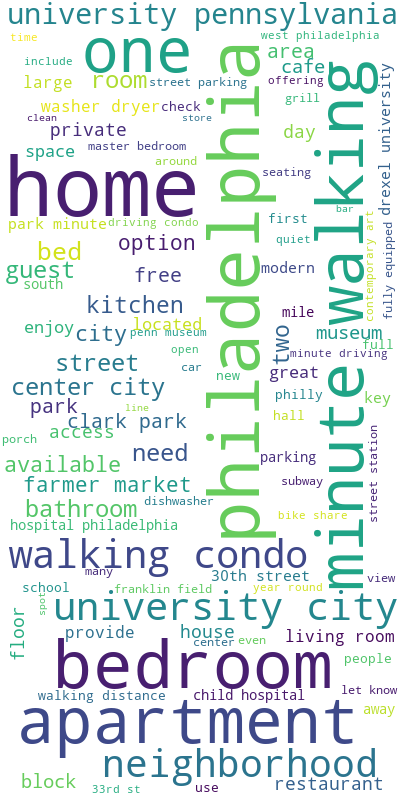 university pennsylvania
time
one
west philadelphia
area
include
cafe
large
room
street parking
offering
washer dryer
check
grill
private
day
clean
store
space
master bedroom
around
seating
home
philadelphia
minute walking
drexel university
contemporary art
fully equipped
bar
park minute
driving condo
first
bed
option
quiet
guest
free
modern
south
kitchen
located
mile
enjoy
city
penn museum
two
museum
street
open
minute driving
full
car
great
center city
new
park
line
philly
key
clark park
hall
porch
access
need
parking
street station
available
subway
farmer market
bathroom
dishwasher
bike share
hospital philadelphia
walking condo
many
30th street
view
school
franklin field
year round
spot
university city
floor
provide
house
center
even
living room
bedroom
people
walking distance
child hospital
let know
apartment
away
neighborhood
block
33rd st
use
restaurant